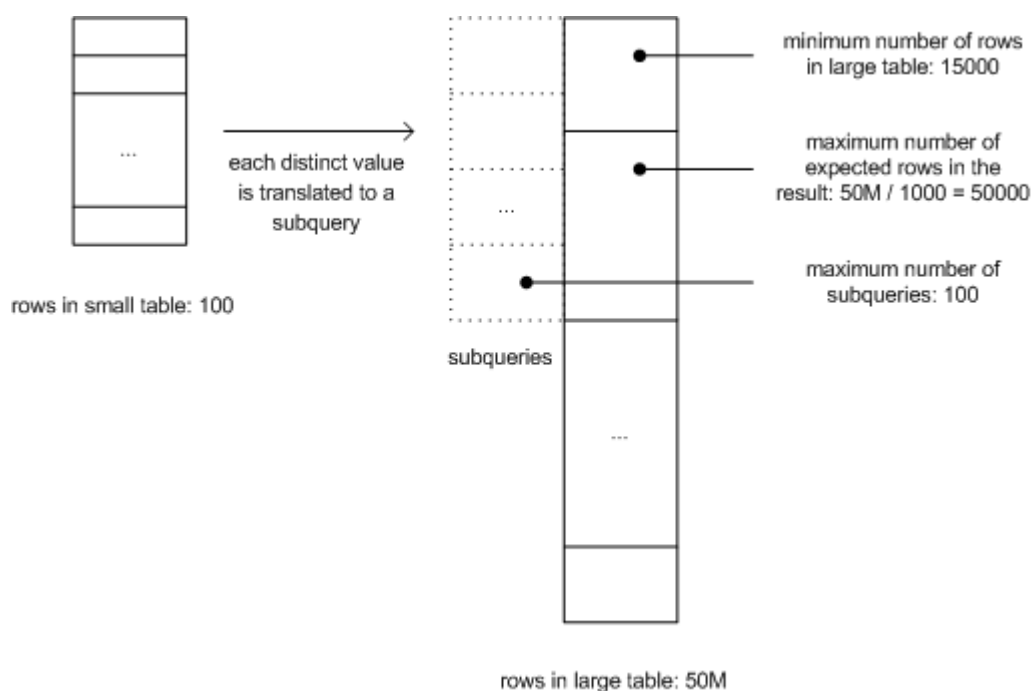 ...
rows in small table: 100
each distinct value
is translated to a
subquery
...
subqueries
minimum number of rows
in large table: 15000
maximum number of
expected rows in the
result: 50M / 1000 = 50000
maximum number of
subqueries: 100
...
rows in large table: 50M